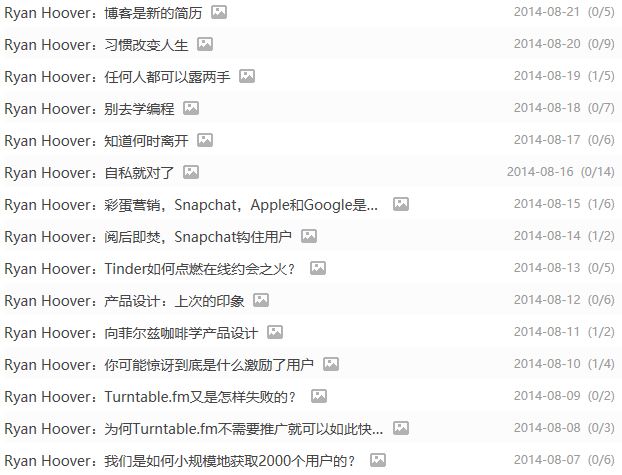 Ryan Hoover：博客是新的简历 2014-08-21 (0/5)
Ryan Hoover：习惯改变人生 2014-08-20 (0/9)
Ryan Hoover：任何人都可以露两手 2014-08-19 (1/5)
Ryan Hoover：别去学编程 2014-08-18 (0/7)
Ryan Hoover：知道何时离开 2014-08-17 (0/6)
Ryan Hoover：自私就对了 2014-08-16 (0/14)
Ryan Hoover：彩蛋营销，Snapchat，Apple和Google是... 2014-08-15 (1/6)
Ryan Hoover：阅后即焚，Snapchat钩住用户 2014-08-14 (1/2)
Ryan Hoover：Tinder如何点燃在线约会之火？ 2014-08-13 (0/5)
Ryan Hoover：产品设计：上次的印象 2014-08-12 (0/6)
Ryan Hoover：向菲尔兹咖啡学产品设计 2014-08-11 (1/2)
Ryan Hoover：你可能惊讶到底是什么激励了用户 2014-08-10 (1/4)
Ryan Hoover：Turntable.fm又是怎样失败的？ 2014-08-09 (0/2)
Ryan Hoover：为何Turntable.fm不需要推广就可以如此快... 2014-08-08 (0/3)
Ryan Hoover：我们是如何小规模地获取2000个用户的？ 2014-08-07 (0/6)